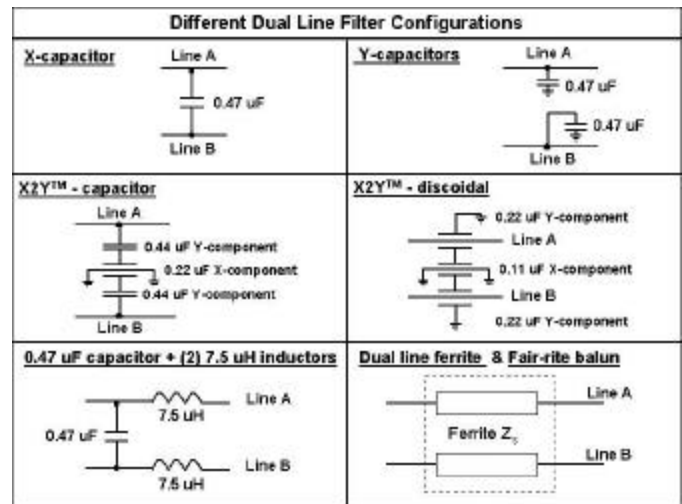 Different Dual Line Filter Configurations
X-capacitor
Line A
0.47 uF
Line B
Y-capacitors
Line A
0.47 uF
0.47 uF
Line B
X2Y™ - capacitor
Line A
0.44 uF Y-component
0.22 uF X-component
0.44 uF Y-component
Line B
X2Y™ - discoidal
0.22 uF Y-component
Line A
0.11 uF X-component
Line B
0.22 uF Y-component
0.47 uF capacitor + (2) 7.5 uH inductors
Line A
7.5 uH
0.47 uF
Line B
7.5 uH
Dual line ferrite & Fair-rite balun
Line A
Ferrite Zs
Line B